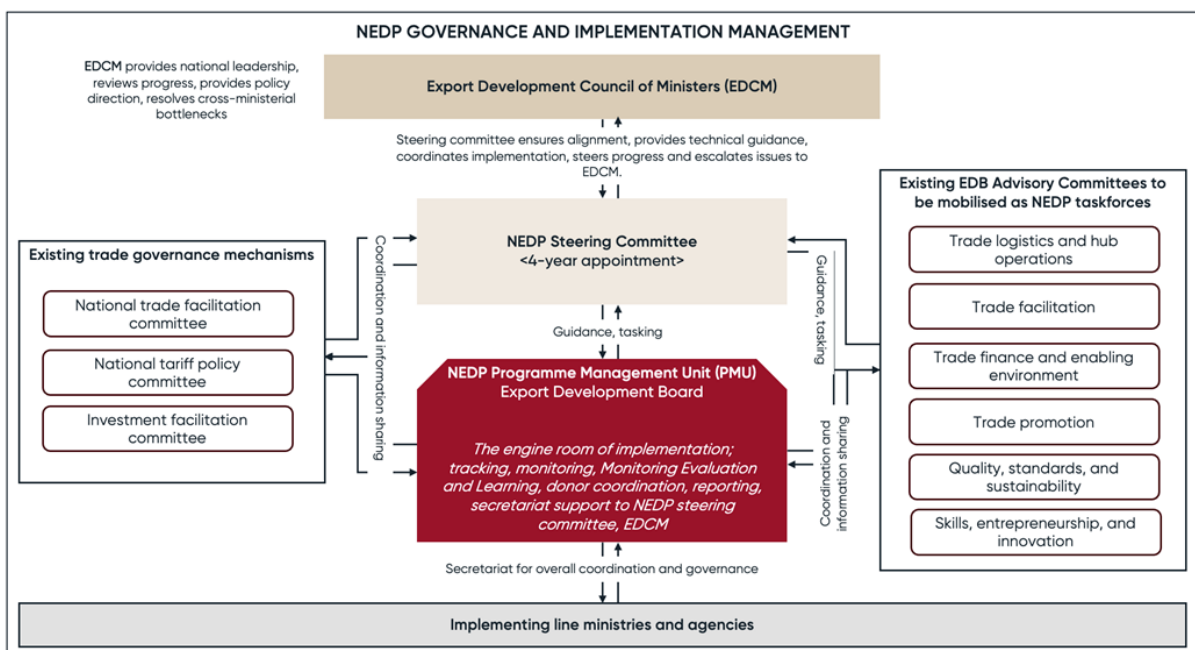 NEDP GOVERNANCE AND IMPLEMENTATION MANAGEMENT
EDCM provides national leadership,
reviews progress, provides policy
direction, resolves cross-ministerial
bottlenecks
Export Development Council of Ministers (EDCM)
Steering committee ensures alignment, provides technical guidance,
coordinates implementation, steers progress and escalates issues to
EDCM.
Existing trade governance mechanisms
National trade facilitation
committee
National tariff policy
committee
Investment facilitation
committee
Coordination and information sharing
NEDP Steering Committee
<4-year appointment>
Guidance, tasking
NEDP Programme Management Unit (PMU)
Export Development Board
The engine room of implementation;
tracking, monitoring, Monitoring Evaluation
and Learning, donor coordination, reporting,
secretariat support to NEDP steering
committee, EDCM
Guidance, tasking
Coordination and
information sharing
Existing EDB Advisory Committees to
be mobilised as NEDP taskforces
Trade logistics and hub
operations
Trade facilitation
Trade finance and enabling
environment
Trade promotion
Quality, standards, and
sustainability
Skills, entrepreneurship, and
innovation
Secretariat for overall coordination and governance
Implementing line ministries and agencies